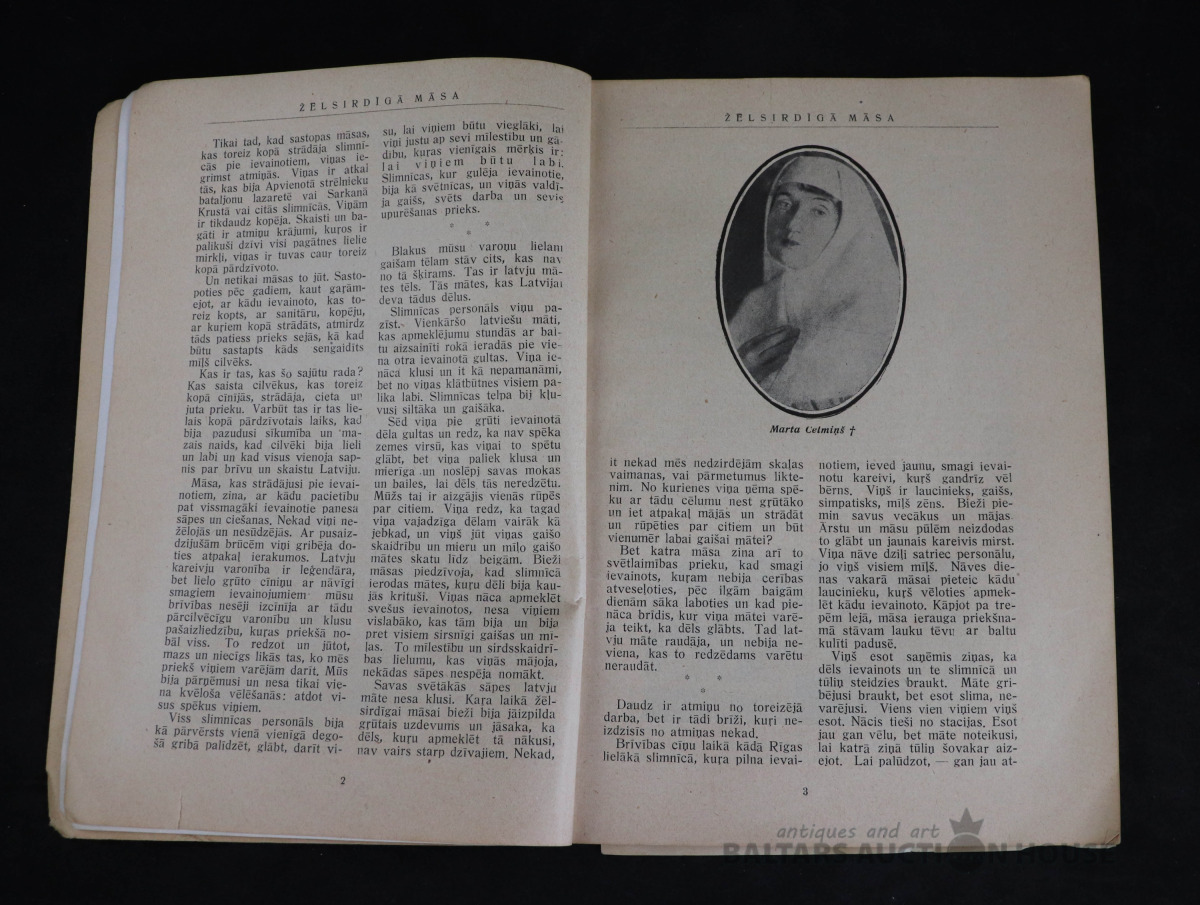 ŽĒLSIRDĪGĀ MĀSA
Tikai tad, kad sastopas māsas,
kas toreiz kopā strādāja slimnī-
cās pie ievainotiem, viņas ie-
grimst atmiņās. Viņas ir atkal
tās, kas bija Apvienotā strēlnieku
bataljonu lazaretē vai Sarkanā
Krustā vai citās slimnīcās. Viņām
ir tikdaudz kopēja. Skaisti un ba-
gāti ir atmiņu krājumi, kuŗos ir
palikuši dzīvi visi pagātnes lielie
mirkļi, viņas ir tuvas caur toreiz
kopā pārdzīvoto.
Un netikai māsas to jūt. Sasto-
poties pēc gadiem, kaut gaŗām-
ejot, ar kādu ievainoto, kas to-
reiz kopts, ar sanitāru, kopēju,
ar kuŗiem kopā strādāts, atmirdz
tāds patiess prieks sejās, kā kad
būtu sastapts kāds sengaidīts
mīļš cilvēks.
Kas ir tas, kas šo sajūtu rada?
Kas saista cilvēkus, kas toreiz
kopā cīnījās, strādāja, cieta un
juta prieku. Varbūt tas ir tas lie-
lais kopā pārdzīvotais laiks, kad
bija pazudusi sīkumība un ma-
zais naids, kad cilvēki bija lieli
un labi un kad visus vienoja sap-
nis par brīvu un skaistu Latviju.
Māsa, kas strādājusi pie ievai-
notiem, zina, ar kādu pacietību
pat vissmagāki ievainotie panesa
sāpes un ciešanas. Nekad viņi ne-
žēlojās un nesūdzējās. Ar pusaiz-
dzijušām brūcēm viņi gribēja do-
ties atpakaļ ierakumos. Latvju
kareivju varonība ir leģendāra,
bet lielo grūto cīniņu ar nāvīgi
smagiem ievainojumiem mūsu
brīvības nesēji izcīnīja ar tādu
pārcilvēcīgu varonību un klusu
pašaizliedzību, kuŗas priekšā no-
bāl viss. To redzot un jūtot,
mazs un niecīgs likās tas, ko mēs
priekš viņiem varējām darīt. Mūs
bija pārņēmusi un nesa tikai vie-
na kvēloša vēlēšanās: atdot vi-
sus spēkus viņiem.
Viss slimnīcas personāls bija
kā pārvērsts vienā vienīgā dego-
šā gribā palīdzēt, glābt, darīt vi-
su, lai viņiem būtu vieglāki, lai
viņi justu ap sevi mīlestību un gā-
dību, kuŗas vienīgais mērķis ir:
lai viņiem būtu labi.
Slimnīcas, kur gulēja ievainotie,
bija kā svētnīcas, un viņās valdī-
ja gaišs, svēts darba un sevis
upurēšanas prieks.
Blakus mūsu varoņu lielam
gaišam tēlam stāv cits, kas nav
no tā šķirams. Tas ir latvju mā-
tes tēls. Tās mātes, kas Latvijai
deva tādus dēlus.
Slimnīcas personāls viņu pa-
zīst. Vienkāršo latviešu māti,
kas apmeklējumu stundās ar bal-
tu aizsainīti rokā ieradās pie vie-
na otra ievainotā gultas. Viņa ie-
nāca klusi un it kā nepamanāmi,
bet no viņas klātbūtnes visiem pa-
lika labi. Slimnīcas telpa bij kļu-
vusi siltāka un gaišāka.
Sēd viņa pie grūti ievainotā
dēla gultas un redz, ka nav spēka
zemes virsū, kas viņai to spētu
glābt, bet viņa paliek klusa un
mierīga un noslēpj savas mokas
un bailes, lai dēls tās neredzētu.
Mūžs tai ir aizgājis vienās rūpēs
par citiem. Viņa redz, ka tagad
viņa vajadzīga dēlam vairāk kā
jebkad, un viņš jūt viņas gaišo
skaidrību un mieru un mīļo gaišo
mātes skatu līdz beigām. Bieži
māsas piedzīvoja, kad slimnīcā
ierodas mātes, kuŗu dēli bija kau-
jās krituši. Viņas nāca apmeklēt
svešus ievainotos, nesa viņiem
vislabāko, kas tām bija un bija
pret visiem sirsnīgi gaišas un mī-
ļas. To mīlestību un sirdsskaidrī-
bas lielumu, kas viņās mājoja,
nekādas sāpes nespēja nomākt.
Savas svētākās sāpes latvju
māte nesa klusi. Kaŗa laikā žēl-
sirdīgai māsai bieži bija jāizpilda
grūtais uzdevums un jāsaka, ka
dēls, kuŗu apmeklēt tā nākusi,
nav vairs starp dzīvajiem. Nekad,
2
ŽĒLSIRDĪGĀ MĀSA
Marta Celmiņš †
it nekad mēs nedzirdējām skaļas
vaimanas, vai pārmetumus likte-
nim. No kurienes viņa ņēma spē-
ku ar tādu cēlumu nest grūtāko
un iet atpakaļ mājās un strādāt
un rūpēties par citiem un būt
vienumēr labai gaišai mātei?
Bet katra māsa zina arī to
svētlaimības prieku, kad smagi
ievainots, kuŗam nebija cerības
atveseļoties, pēc ilgām baigām
dienām sāka laboties un kad pie-
nāca brīdis, kur viņa mātei varē-
ja teikt, ka dēls glābts. Tad lat-
vju māte raudāja, un nebija ne-
viena, kas to redzēdams varētu
neraudāt.
Daudz ir atmiņu no toreizējā
darba, bet ir tādi brīži, kuŗi ne-
izdzisīs no atmiņas nekad.
Brīvības cīņu laikā kādā Rīgas
lielākā slimnīcā, kuŗa pilna ievai-
notiem, ieved jaunu, smagi ievai-
notu kareivi, kuŗš gandrīz vēl
bērns. Viņš ir laucinieks, gaišs,
simpatisks, mīļš zēns. Bieži pie-
min savus vecākus un mājas.
Ārstu un māsu pūlēm neizdodas
to glābt un jaunais kareivis mirst.
Viņa nāve dziļi satriec personālu,
jo viņš visiem mīļš. Nāves die-
nas vakarā māsai pieteic kādu
laucinieku, kuŗš vēloties apmek-
lēt kādu ievainoto. Kāpjot pa tre-
pēm lejā, māsa ierauga priekšna-
mā stāvam lauku tēvu ar baltu
kulīti padusē.
Viņš esot saņēmis ziņas, ka
dēls ievainots un te slimnīcā un
tūliņ steidzies braukt. Māte gri-
bējusi braukt, bet esot slima, ne-
varējusi. Viens vien viņiem viņš
esot. Nācis tieši no stacijas. Esot
jau gan vēlu, bet māte noteikusi,
lai katrā ziņā tūliņ šovakar aiz-
ejot. Lai palūdzot, — gan jau at-
3
antiques and art
BALTARS AUCTION HOUSE